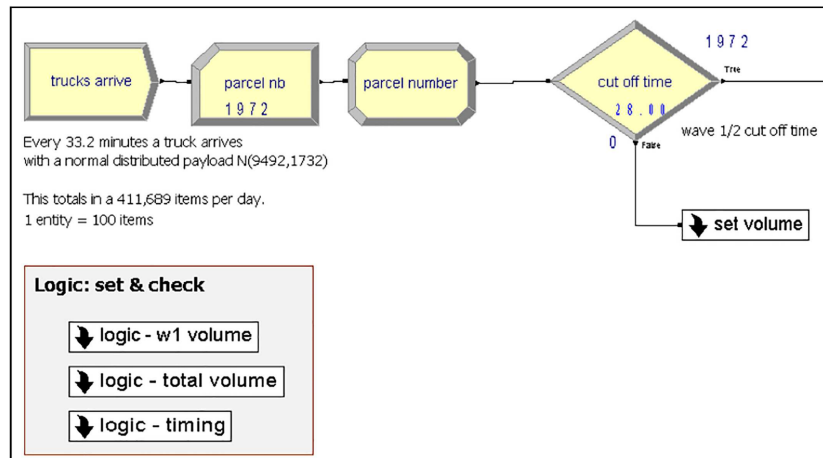 trucks arrive
parcel nb
1972
parcel number
cut off time
28.00
1972
True
0
False
wave 1/2 cut off time
Every 33.2 minutes a truck arrives
with a normal distributed payload N(9492,1732)
This totals in a 411,689 items per day.
1 entity = 100 items
set volume
Logic: set & check
logic - w1 volume
logic - total volume
logic - timing